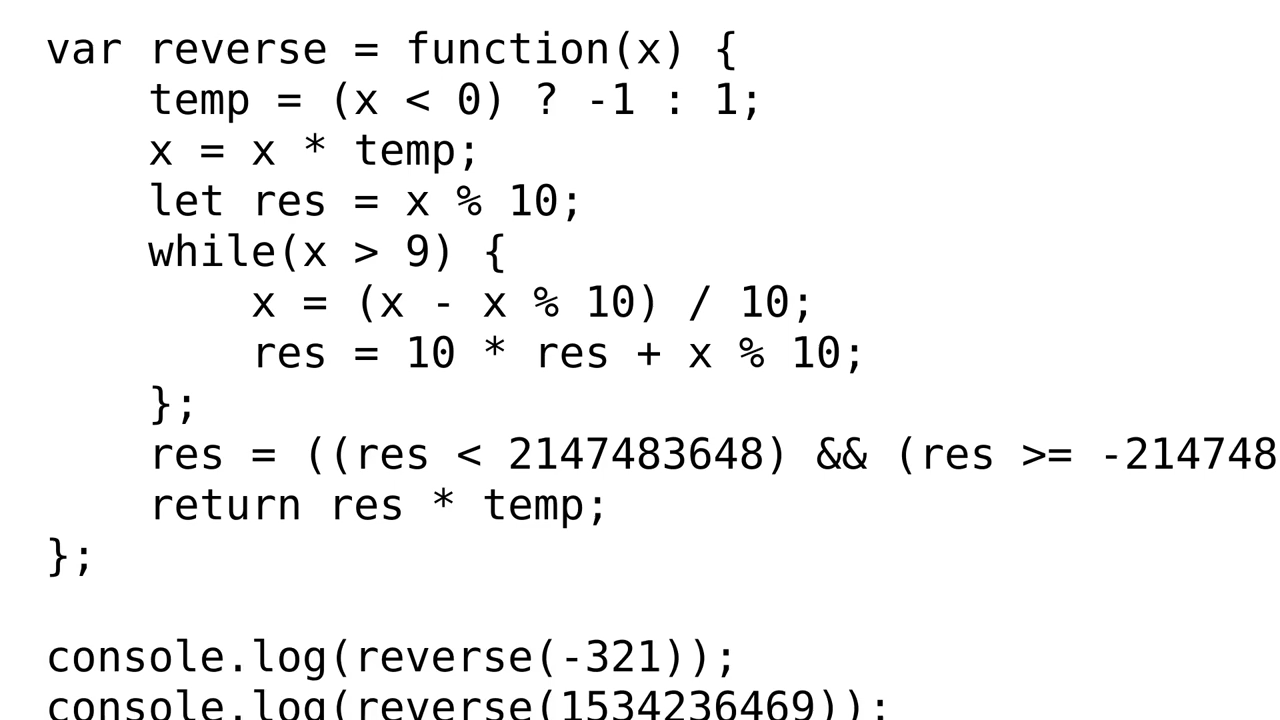 var reverse = function(x) {
    temp = (x < 0) ? -1 : 1;
    x = x * temp;
    let res = x % 10;
    while(x > 9) {
        x = (x - x % 10) / 10;
        res = 10 * res + x % 10;
    };
    res = ((res < 2147483648) && (res >= -214748
    return res * temp;
};

console.log(reverse(-321));
console.log(reverse(1534236469));